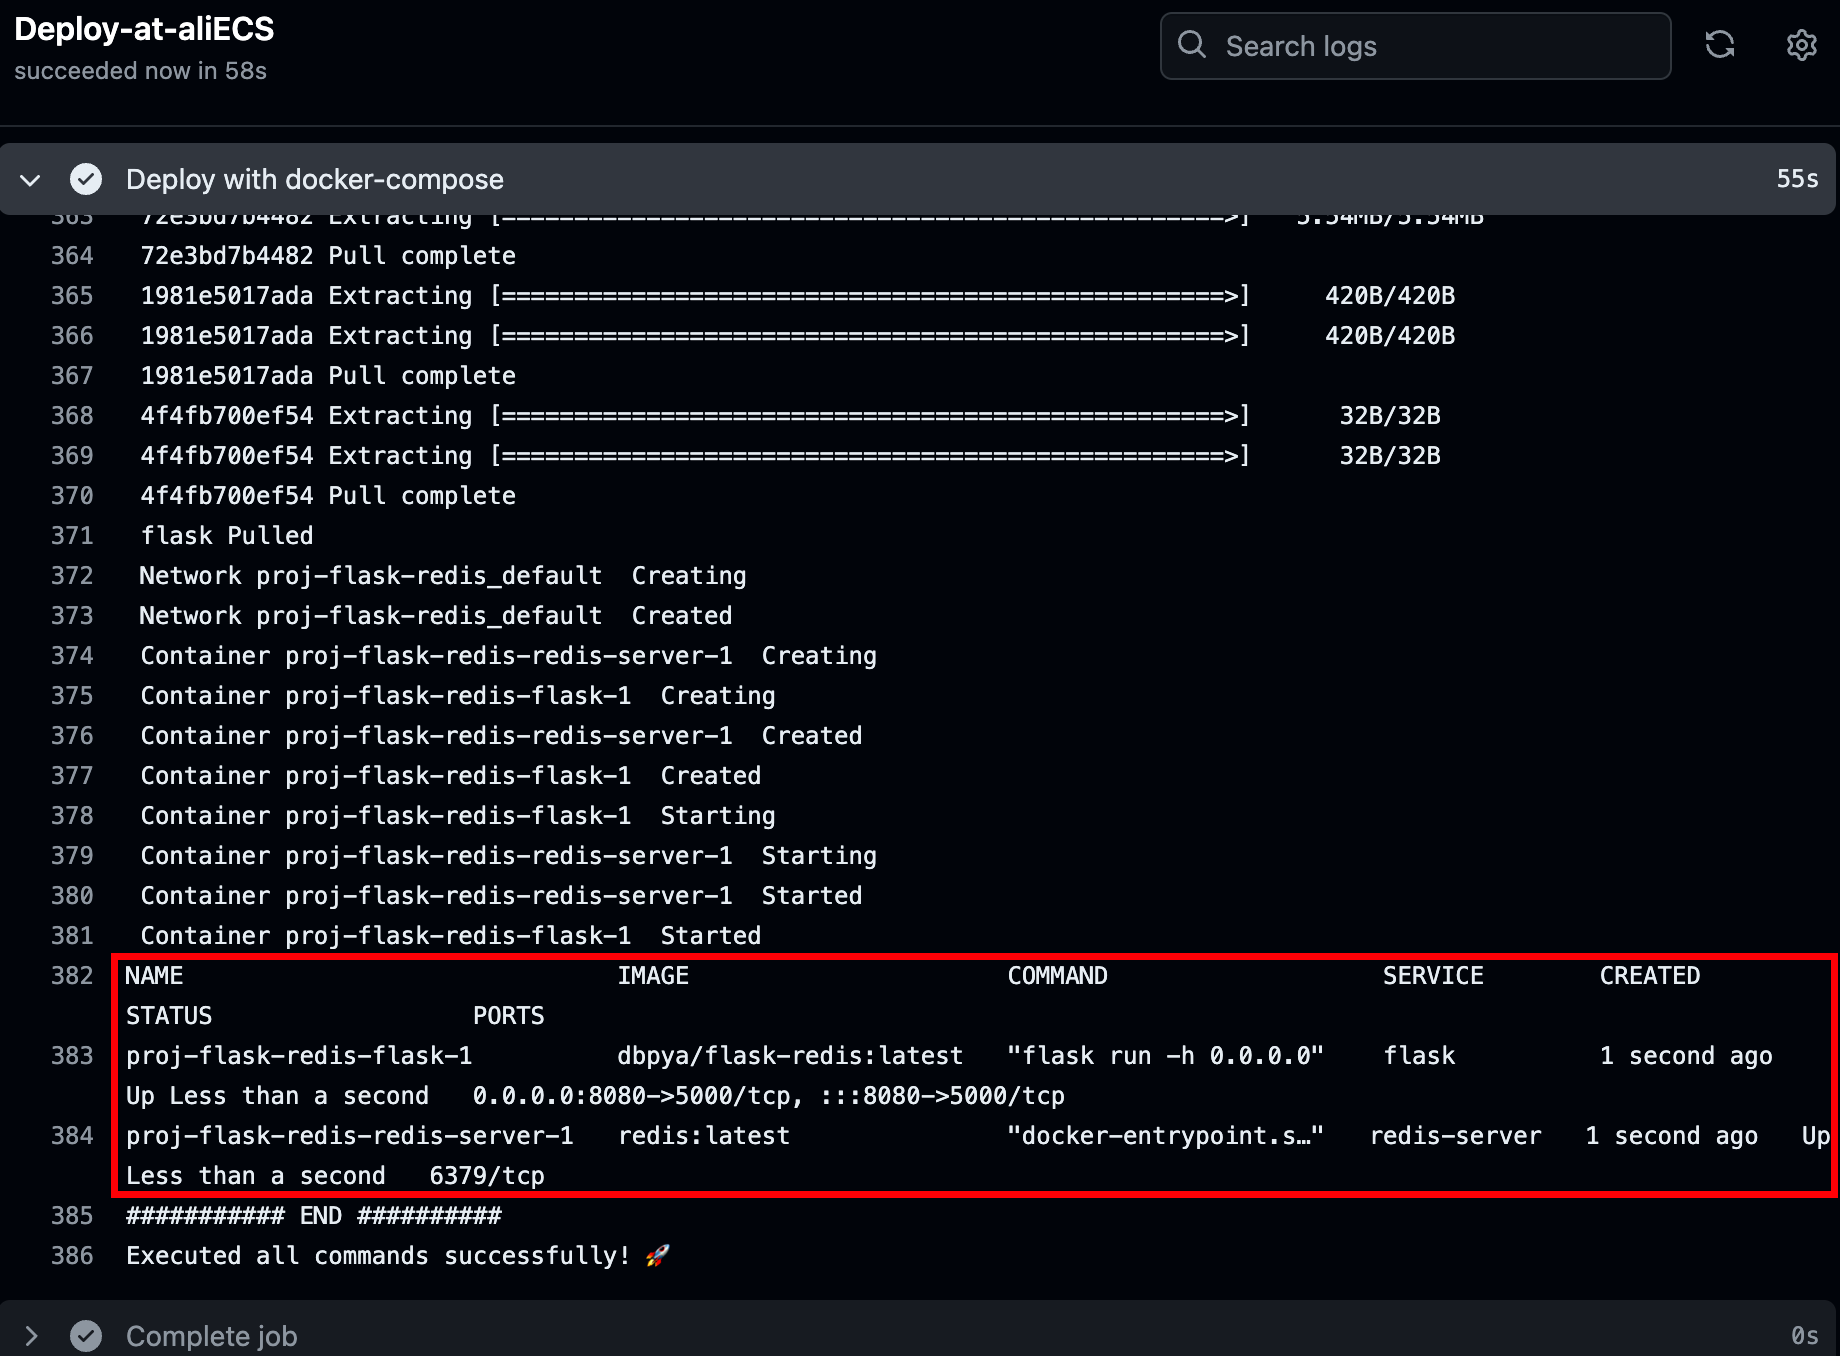 Deploy-at-aliECS
succeeded now in 58s
Search logs
Deploy with docker-compose 55s
363 72e3bd7b4482 Extracting [==================================================>] 5.54MB/5.54MB
364 72e3bd7b4482 Pull complete
365 1981e5017ada Extracting [==================================================>] 420B/420B
366 1981e5017ada Extracting [==================================================>] 420B/420B
367 1981e5017ada Pull complete
368 4f4fb700ef54 Extracting [==================================================>] 32B/32B
369 4f4fb700ef54 Extracting [==================================================>] 32B/32B
370 4f4fb700ef54 Pull complete
371 flask Pulled
372 Network proj-flask-redis_default  Creating
373 Network proj-flask-redis_default  Created
374 Container proj-flask-redis-redis-server-1  Creating
375 Container proj-flask-redis-flask-1  Creating
376 Container proj-flask-redis-redis-server-1  Created
377 Container proj-flask-redis-flask-1  Created
378 Container proj-flask-redis-flask-1  Starting
379 Container proj-flask-redis-redis-server-1  Starting
380 Container proj-flask-redis-redis-server-1  Started
381 Container proj-flask-redis-flask-1  Started
382 NAME IMAGE COMMAND SERVICE CREATED
STATUS PORTS
383 proj-flask-redis-flask-1 dbpya/flask-redis:latest "flask run -h 0.0.0.0" flask 1 second ago
Up Less than a second 0.0.0.0:8080->5000/tcp, :::8080->5000/tcp
384 proj-flask-redis-redis-server-1 redis:latest "docker-entrypoint.s…" redis-server 1 second ago Up
Less than a second 6379/tcp
385 ########### END ##########
386 Executed all commands successfully! 🚀
Complete job 0s